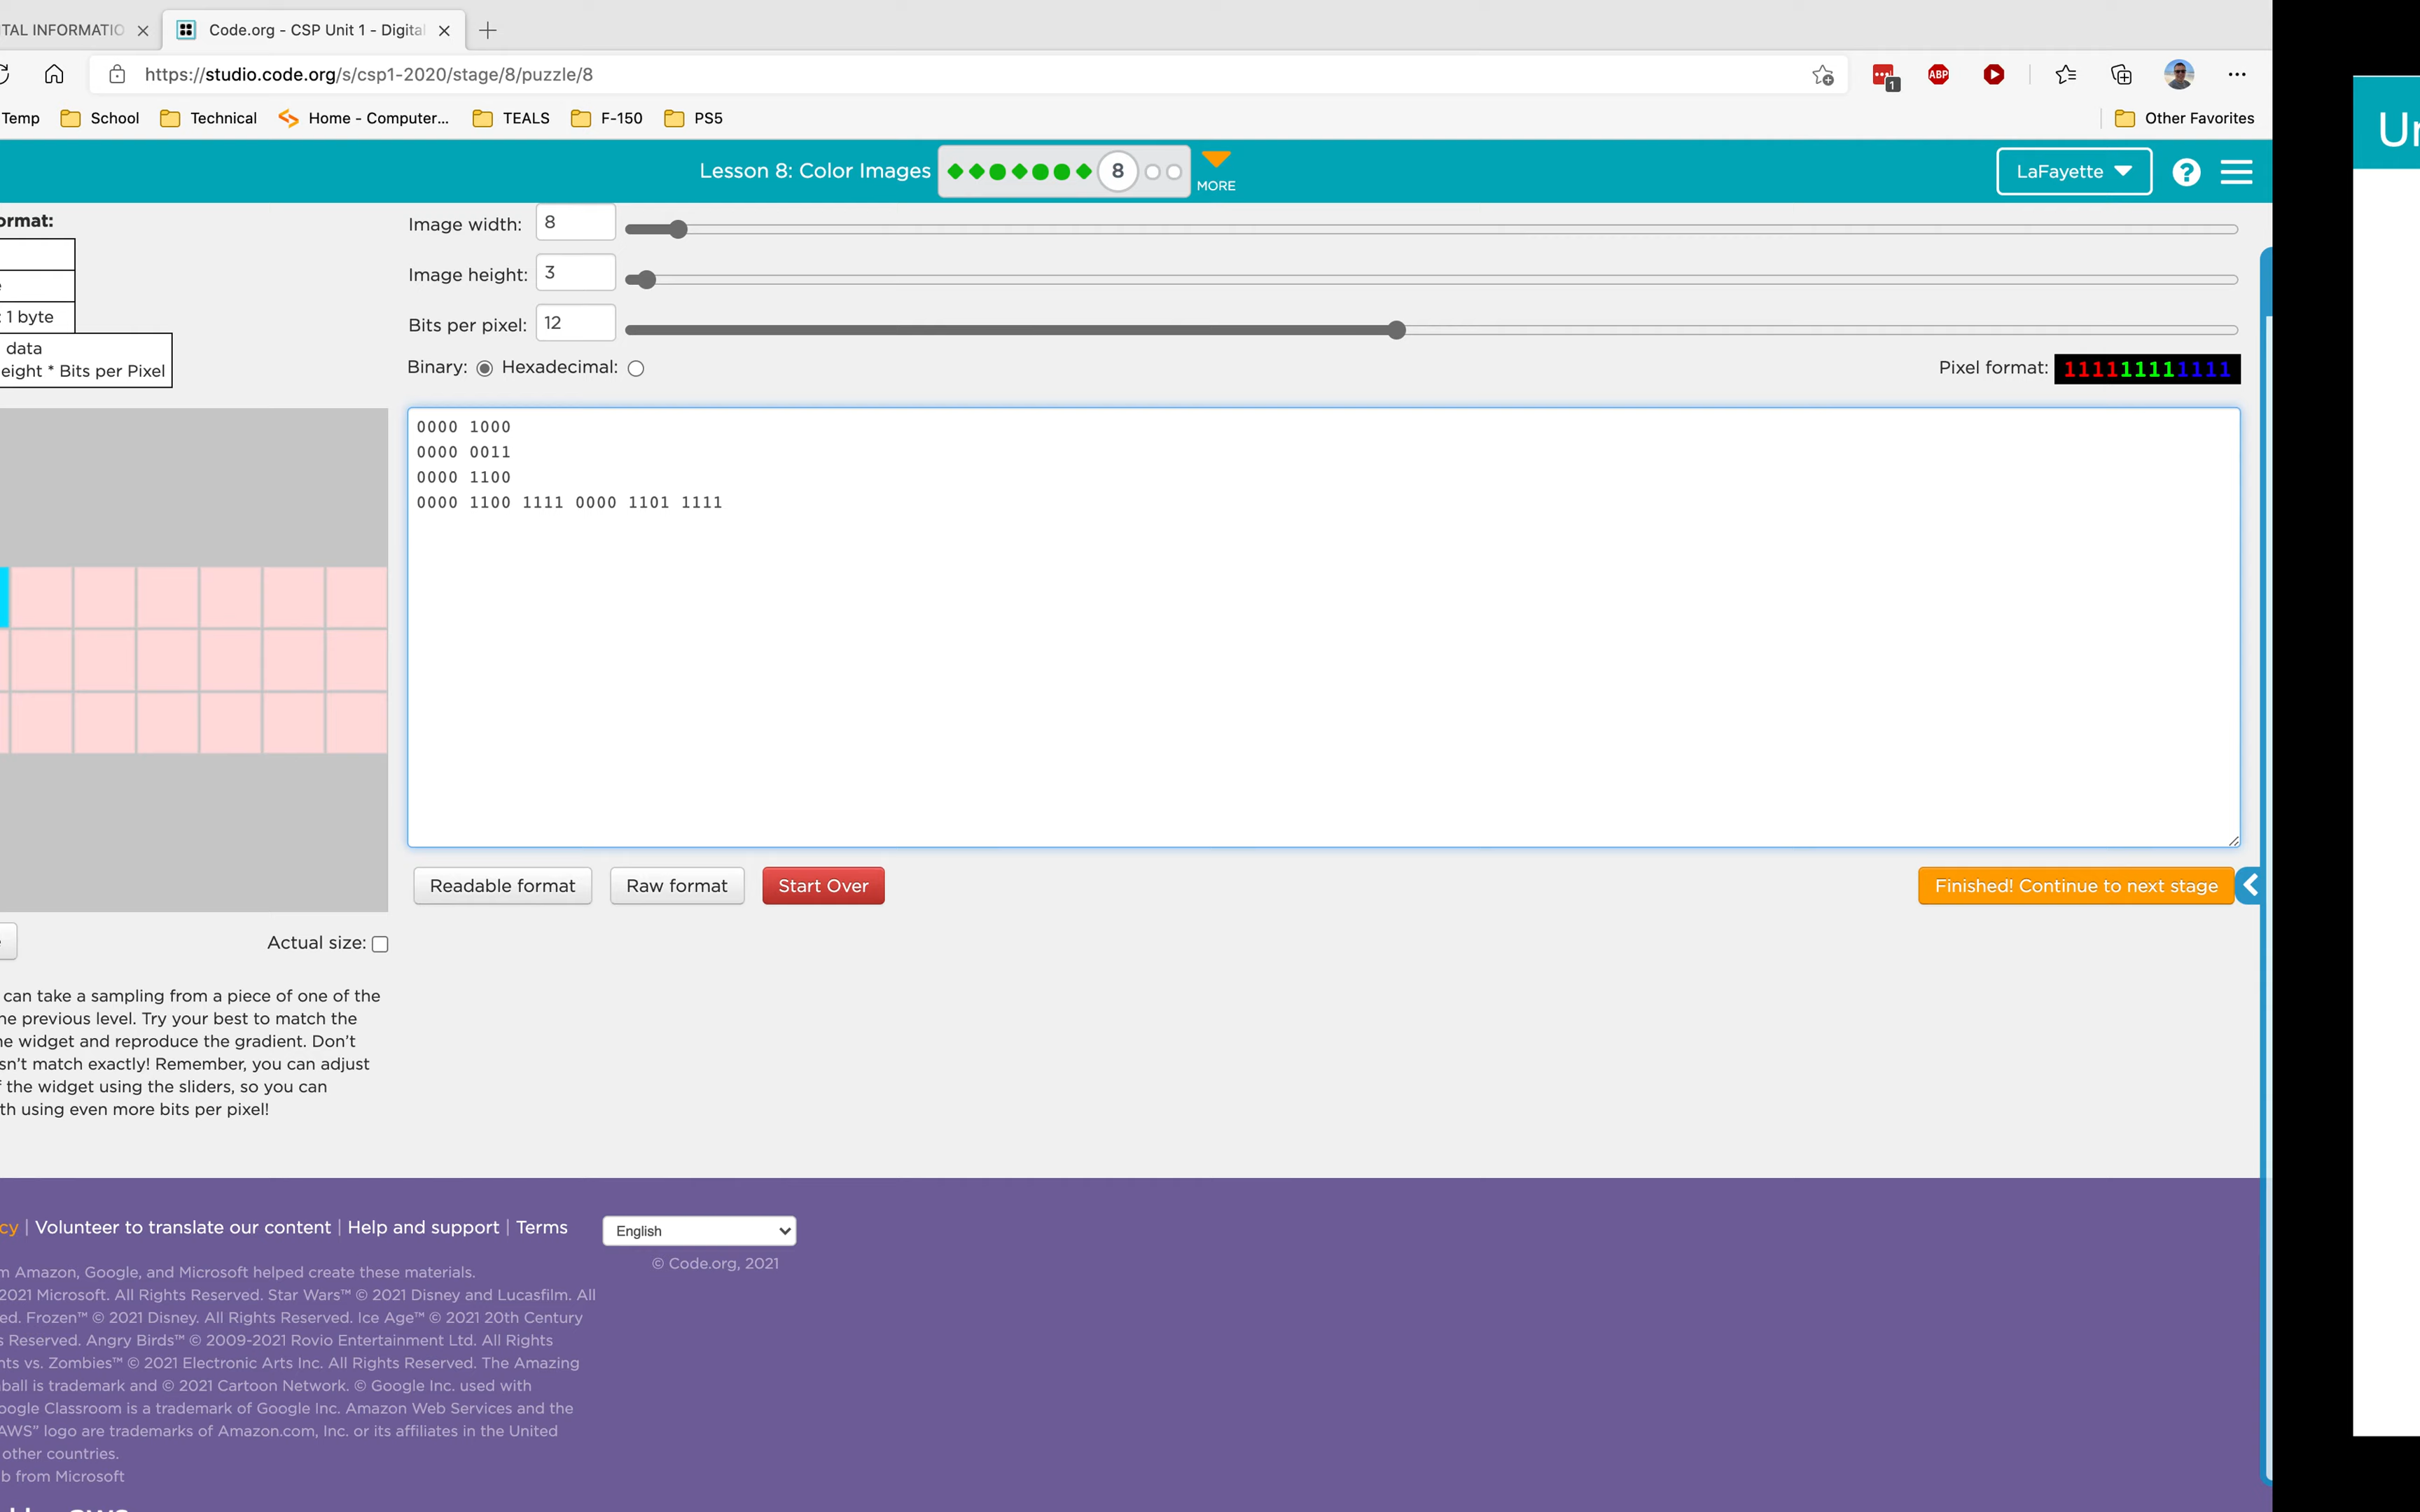 TAL INFORMATIO
Code.org - CSP Unit 1 - Digital
https://studio.code.org/s/csp1-2020/stage/8/puzzle/8
ABP
1
Temp School Technical Home - Computer... TEALS F-150 PS5 Other Favorites
Lesson 8: Color Images 8 MORE LaFayette ?
ormat:
1 byte
data
eight * Bits per Pixel
Image width: 8
Image height: 3
Bits per pixel: 12
Binary: Hexadecimal: Pixel format: 111111111111
0000 1000
0000 0011
0000 1100
0000 1100 1111 0000 1101 1111
Readable format Raw format Start Over Finished! Continue to next stage
Actual size:
can take a sampling from a piece of one of the
he previous level. Try your best to match the
he widget and reproduce the gradient. Don't
sn't match exactly! Remember, you can adjust
f the widget using the sliders, so you can
th using even more bits per pixel!
cy | Volunteer to translate our content | Help and support | Terms English
© Code.org, 2021
m Amazon, Google, and Microsoft helped create these materials.
2021 Microsoft. All Rights Reserved. Star Wars™ © 2021 Disney and Lucasfilm. All
ed. Frozen™ © 2021 Disney. All Rights Reserved. Ice Age™ © 2021 20th Century
s Reserved. Angry Birds™ © 2009-2021 Rovio Entertainment Ltd. All Rights
nts vs. Zombies™ © 2021 Electronic Arts Inc. All Rights Reserved. The Amazing
ball is trademark and © 2021 Cartoon Network. © Google Inc. used with
oogle Classroom is a trademark of Google Inc. Amazon Web Services and the
AWS" logo are trademarks of Amazon.com, Inc. or its affiliates in the United
other countries.
b from Microsoft